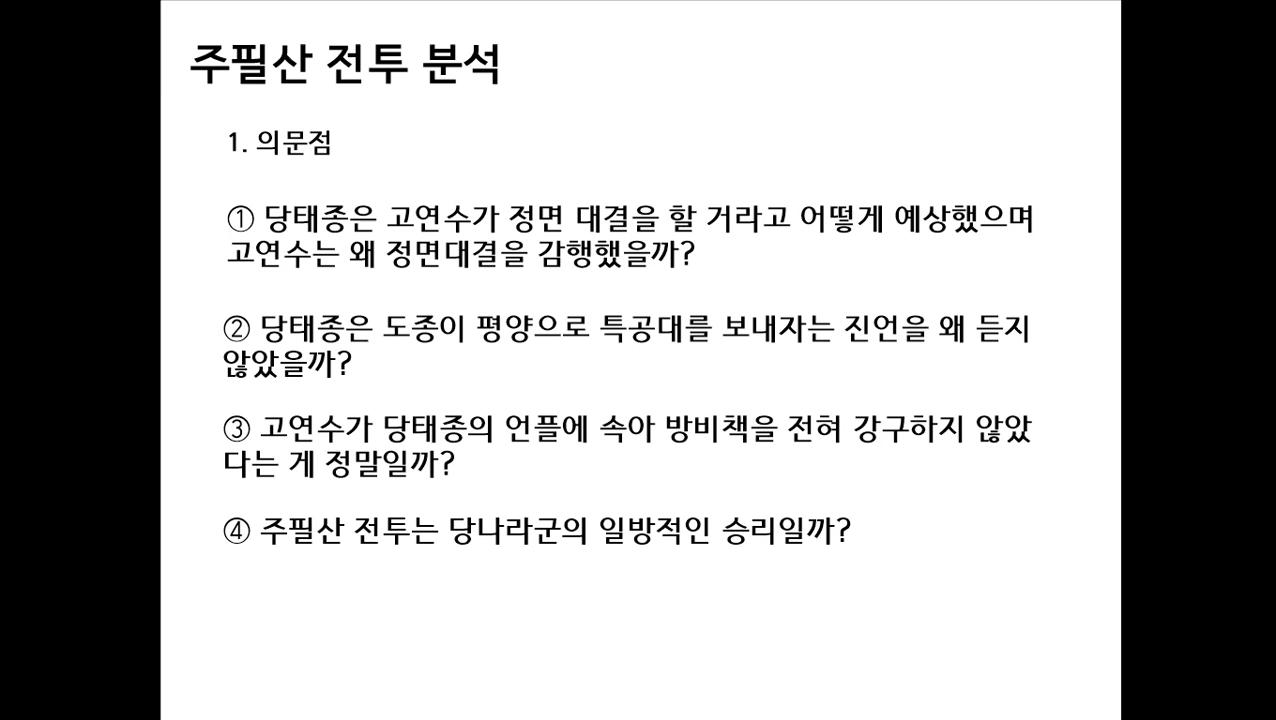 주필산 전투 분석
1. 의문점
① 당태종은 고연수가 정면 대결을 할 거라고 어떻게 예상했으며
고연수는 왜 정면대결을 감행했을까?
② 당태종은 도종이 평양으로 특공대를 보내자는 진언을 왜 듣지
않았을까?
③ 고연수가 당태종의 언플에 속아 방비책을 전혀 강구하지 않았
다는 게 정말일까?
④ 주필산 전투는 당나라군의 일방적인 승리일까?